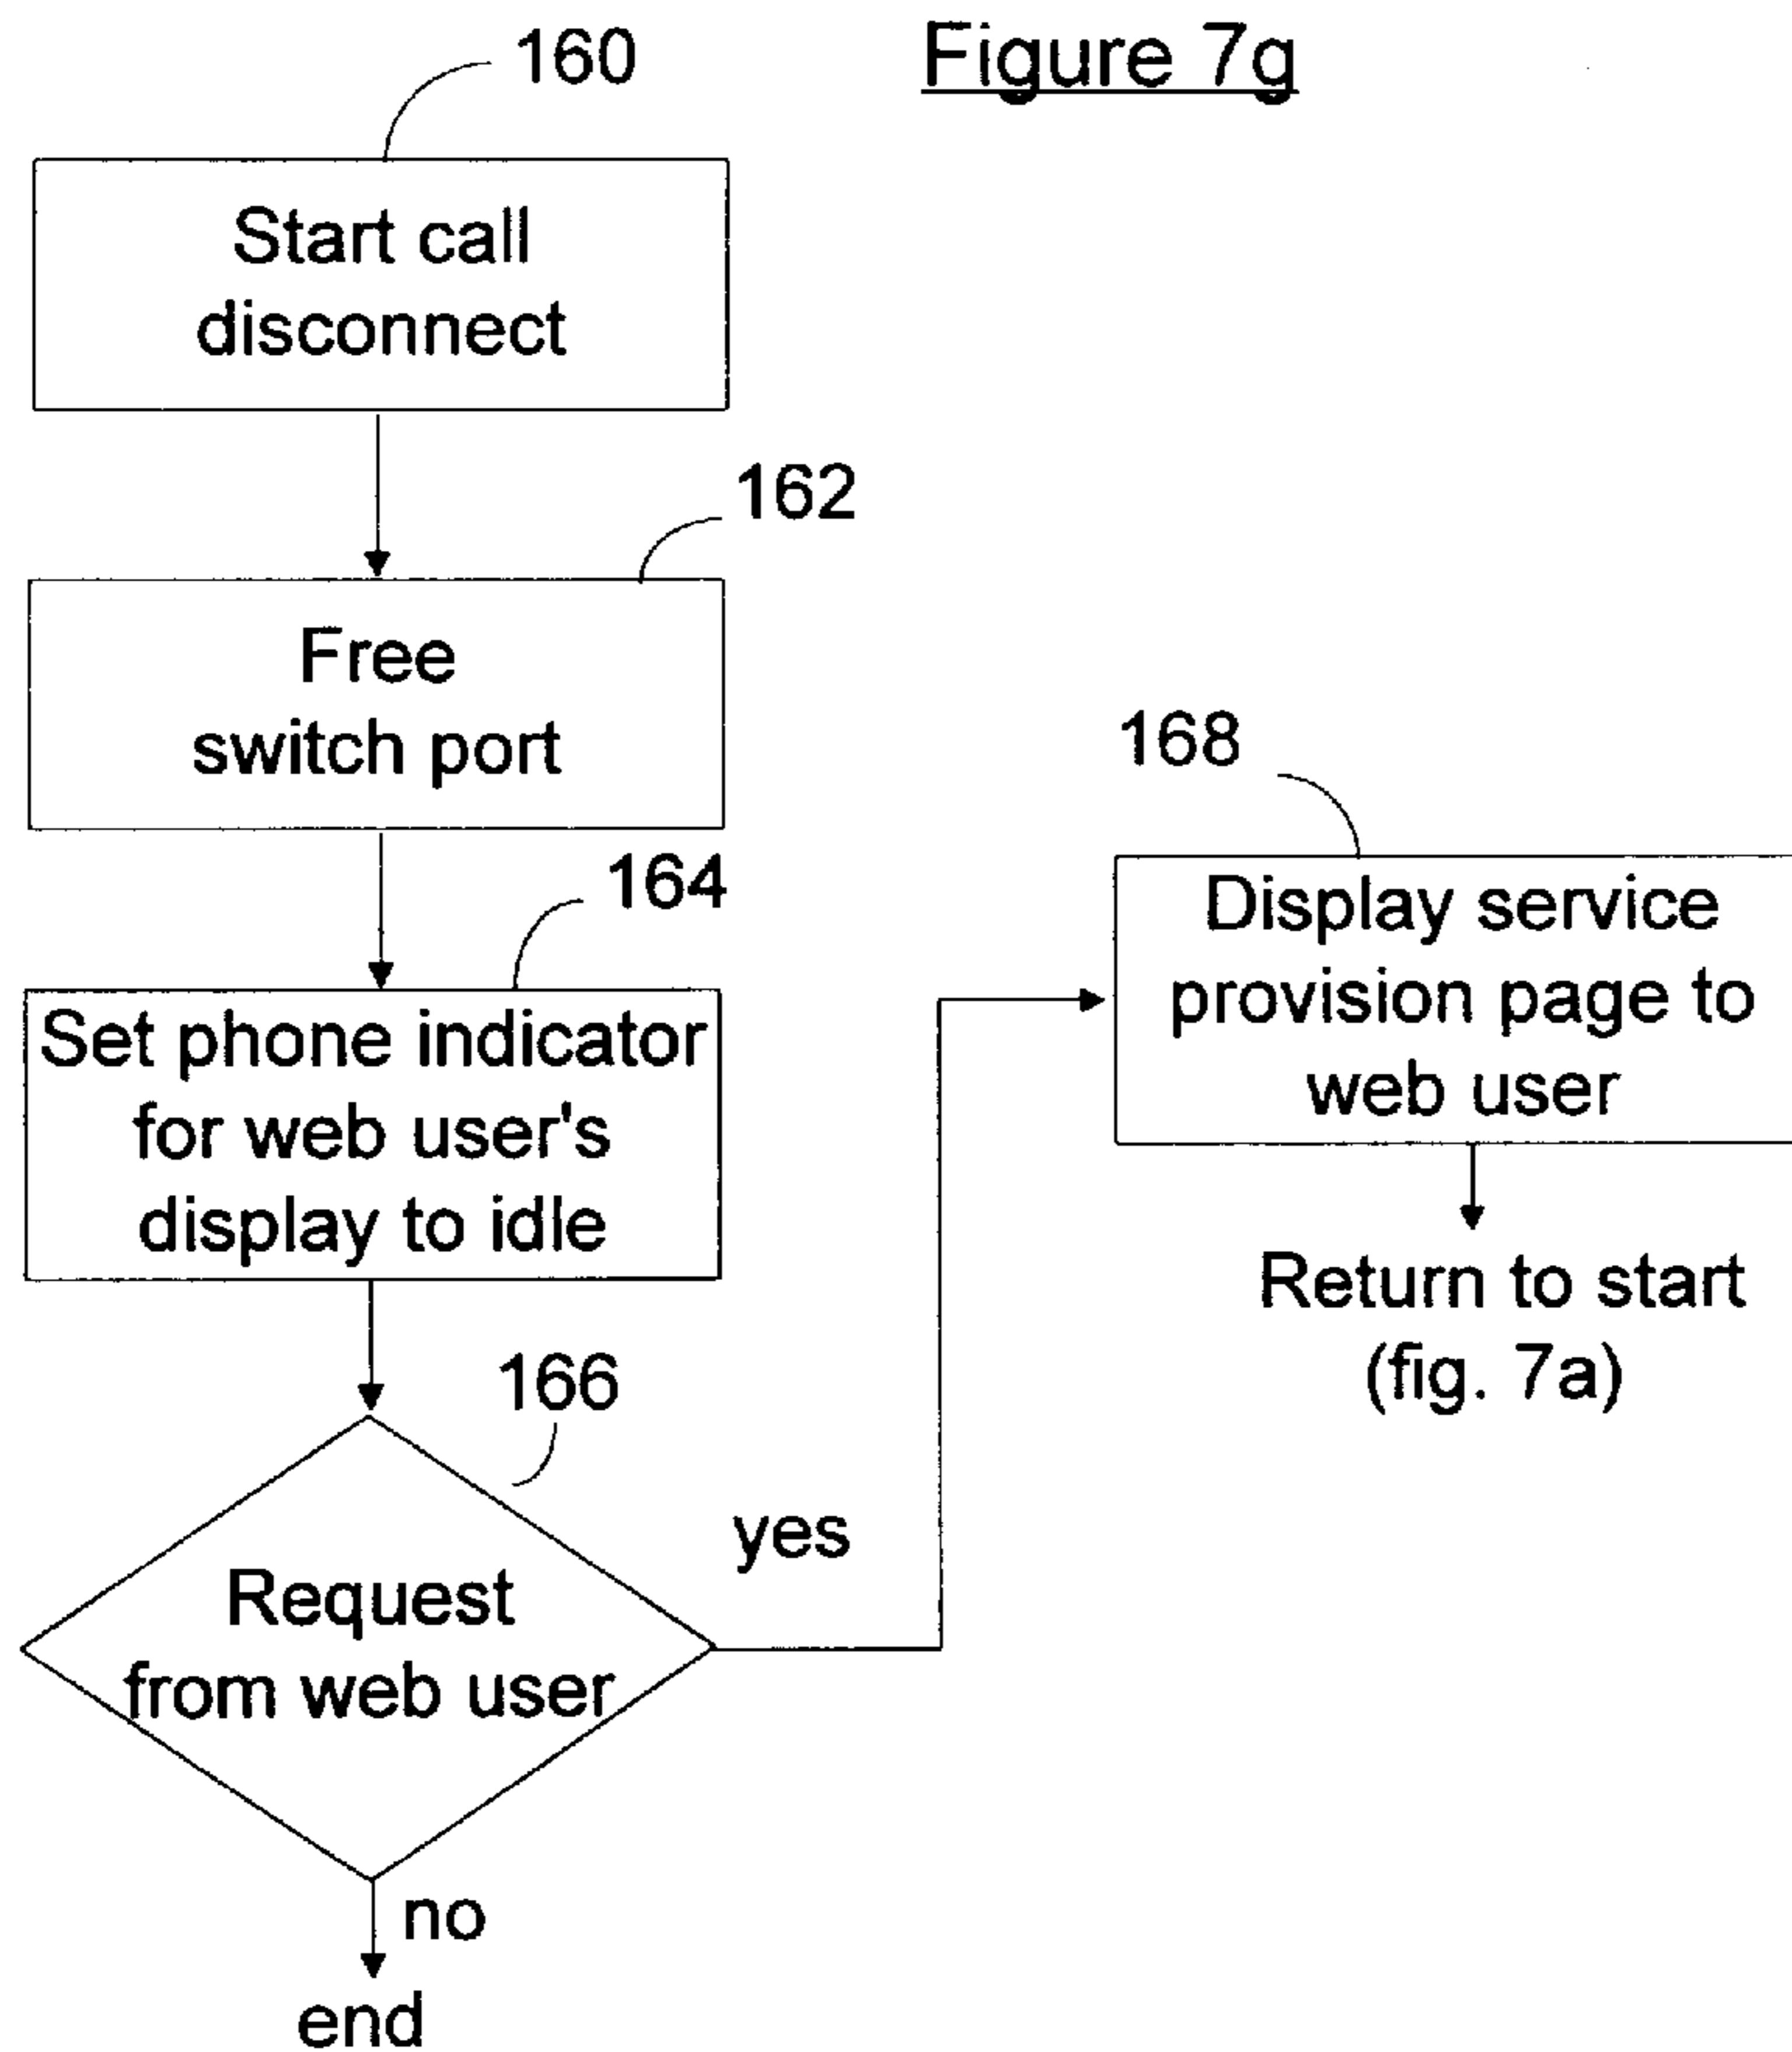 Figure 7g
160
Start call
disconnect
162
Free
switch port
164
Set phone indicator
for web user's
display to idle
166
Request
from web user
yes
no
end
168
Display service
provision page to
web user
Return to start
(fig. 7a)